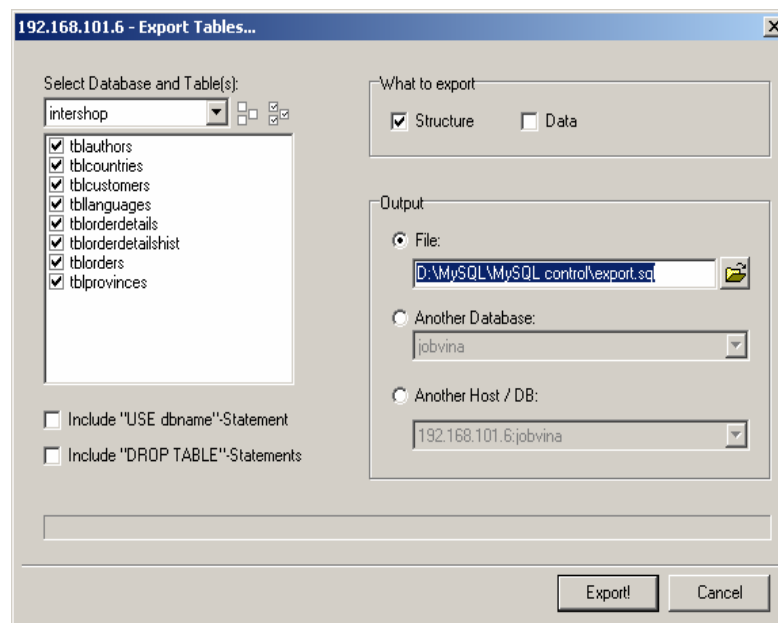 192.168.101.6 - Export Tables...
Select Database and Table(s):
intershop
tblauthors
tblcountries
tblcustomers
tbllanguages
tblorderdetails
tblorderdetailshist
tblorders
tblprovinces
Include "USE dbname"-Statement
Include "DROP TABLE"-Statements
What to export
Structure
Data
Output
File:
D:\MySQL\MySQL control\export.sq
Another Database:
jobvina
Another Host / DB:
192.168.101.6:jobvina
Export!
Cancel